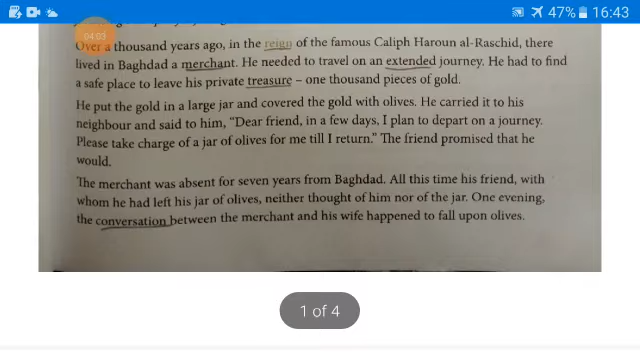 47% 16:43
04:03
Over a thousand years ago, in the reign of the famous Caliph Haroun al-Raschid, there
lived in Baghdad a merchant. He needed to travel on an extended journey. He had to find
a safe place to leave his private treasure – one thousand pieces of gold.
He put the gold in a large jar and covered the gold with olives. He carried it to his
neighbour and said to him, “Dear friend, in a few days, I plan to depart on a journey.
Please take charge of a jar of olives for me till I return.” The friend promised that he
would.
The merchant was absent for seven years from Baghdad. All this time his friend, with
whom he had left his jar of olives, neither thought of him nor of the jar. One evening,
the conversation between the merchant and his wife happened to fall upon olives.
1 of 4